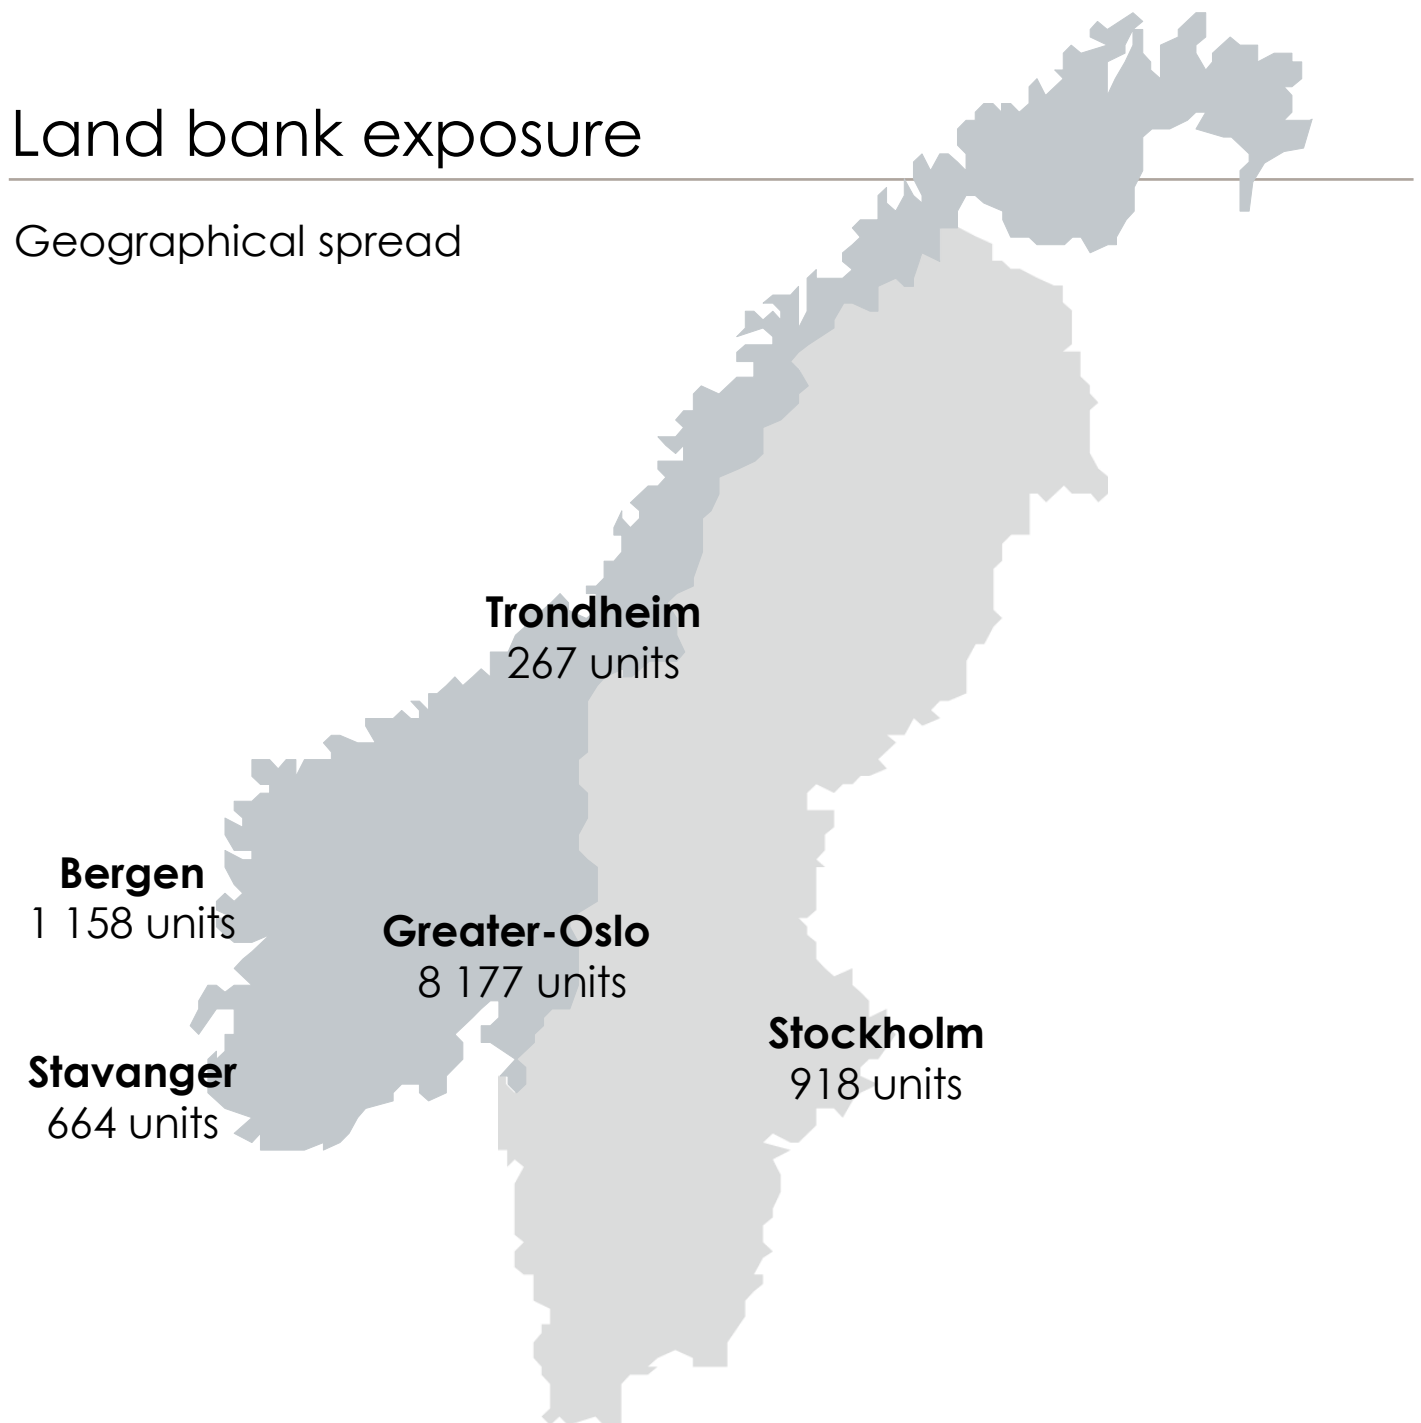 Land bank exposure
Geographical spread
Trondheim
267 units
Bergen
1 158 units
Greater-Oslo
8 177 units
Stockholm
918 units
Stavanger
664 units